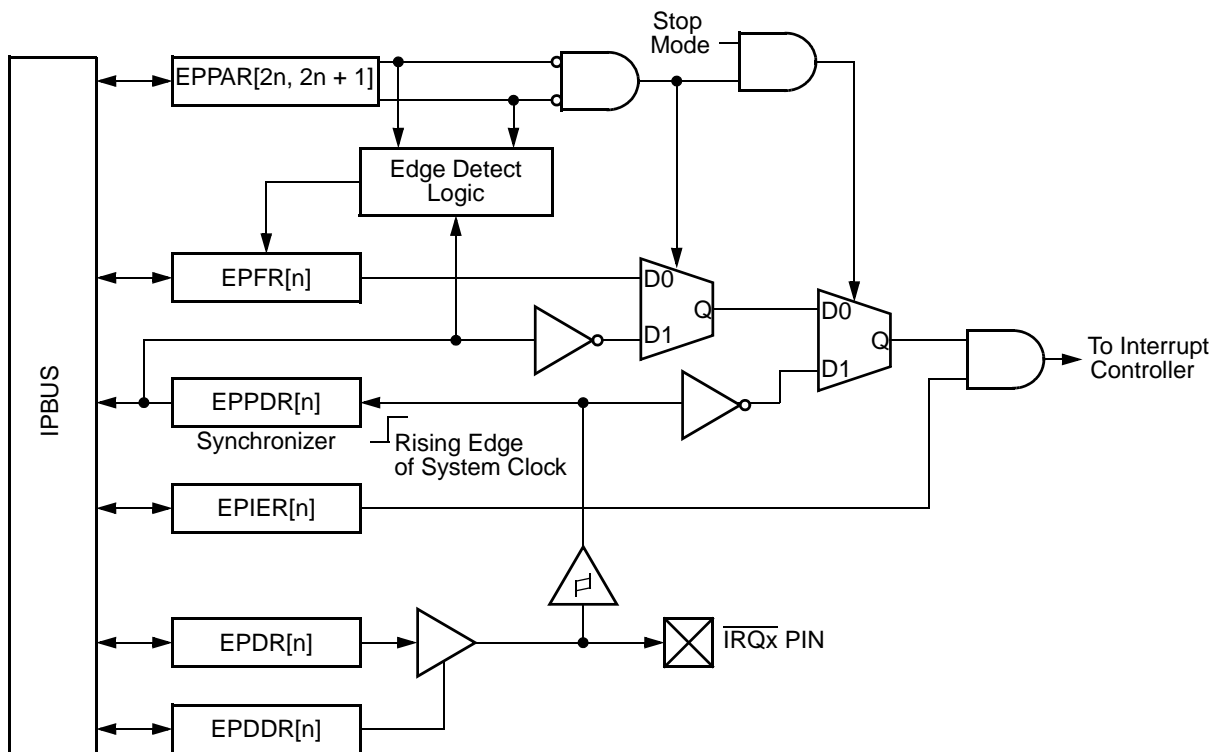 Stop
Mode
EPPAR[2n, 2n + 1]
Edge Detect
Logic
EPFR[n]
D0
D1
Q
D0
D1
Q
To Interrupt
Controller
IPBUS
EPPDR[n]
Synchronizer
Rising Edge
of System Clock
EPIER[n]
EPDR[n]
IRQx PIN
EPDDR[n]